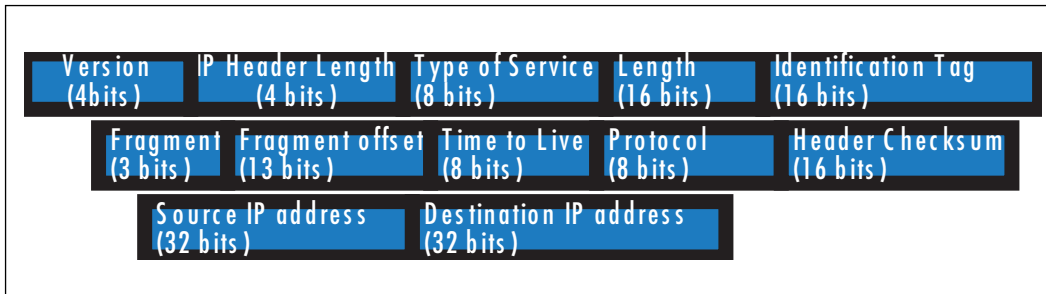 Version IP Header Length Type of Service Length Identification Tag
(4bits) (4 bits) (8 bits) (16 bits) (16 bits)
Fragment Fragment offset Time to Live Protocol Header Checksum
(3 bits) (13 bits) (8 bits) (8 bits) (16 bits)
Source IP address Destination IP address
(32 bits) (32 bits)